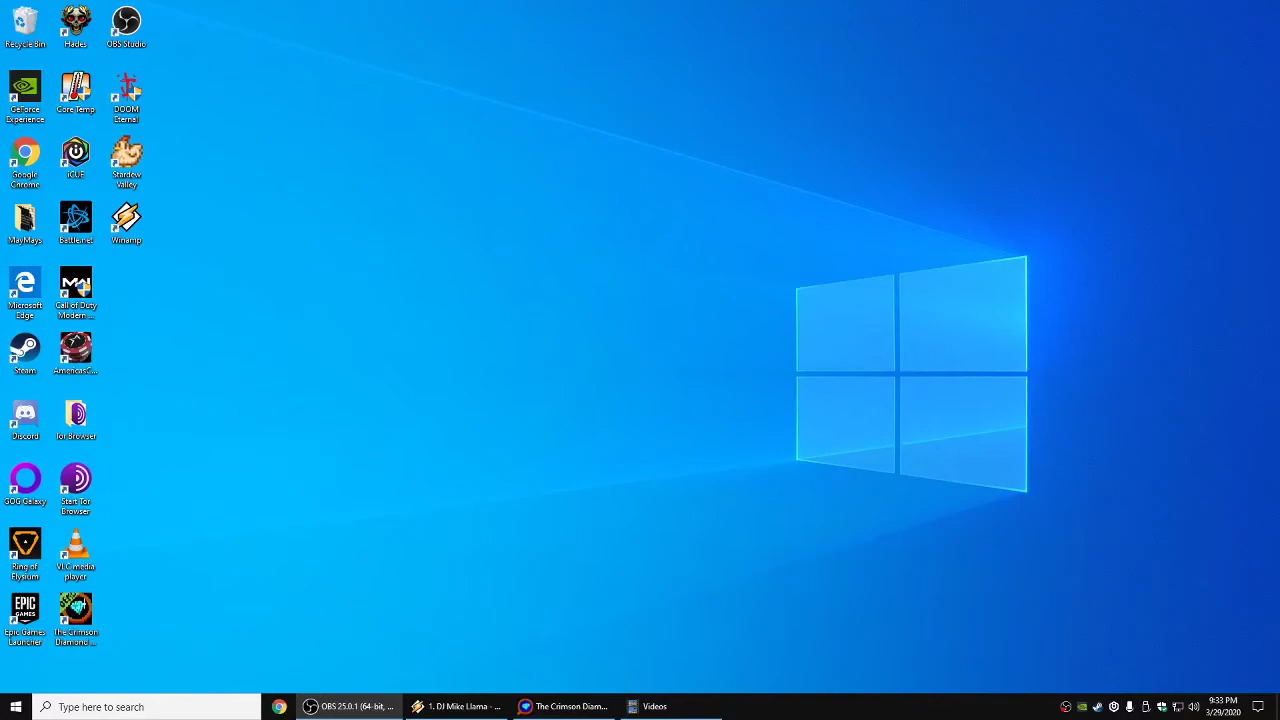 Recycle Bin
Hades
OBS Studio
GeForce
Experience
Core Temp
DOOM
Eternal
Google
Chrome
iCUE
Stardew
Valley
MayMays
Battle.net
Winamp
Microsoft
Edge
Call of Duty
Modern ...
Steam
AmericasC...
Discord
Tor Browser
GOG Galaxy
Start Tor
Browser
Ring of
Elysium
VLC media
player
EPIC
GAMES
Epic Games
Launcher
The Crimson
Diamond ...
Type here to search
OBS 25.0.1 (64-bit, ...
1. DJ Mike Llama - ...
The Crimson Diam...
Videos
9:33 PM
3/29/2020